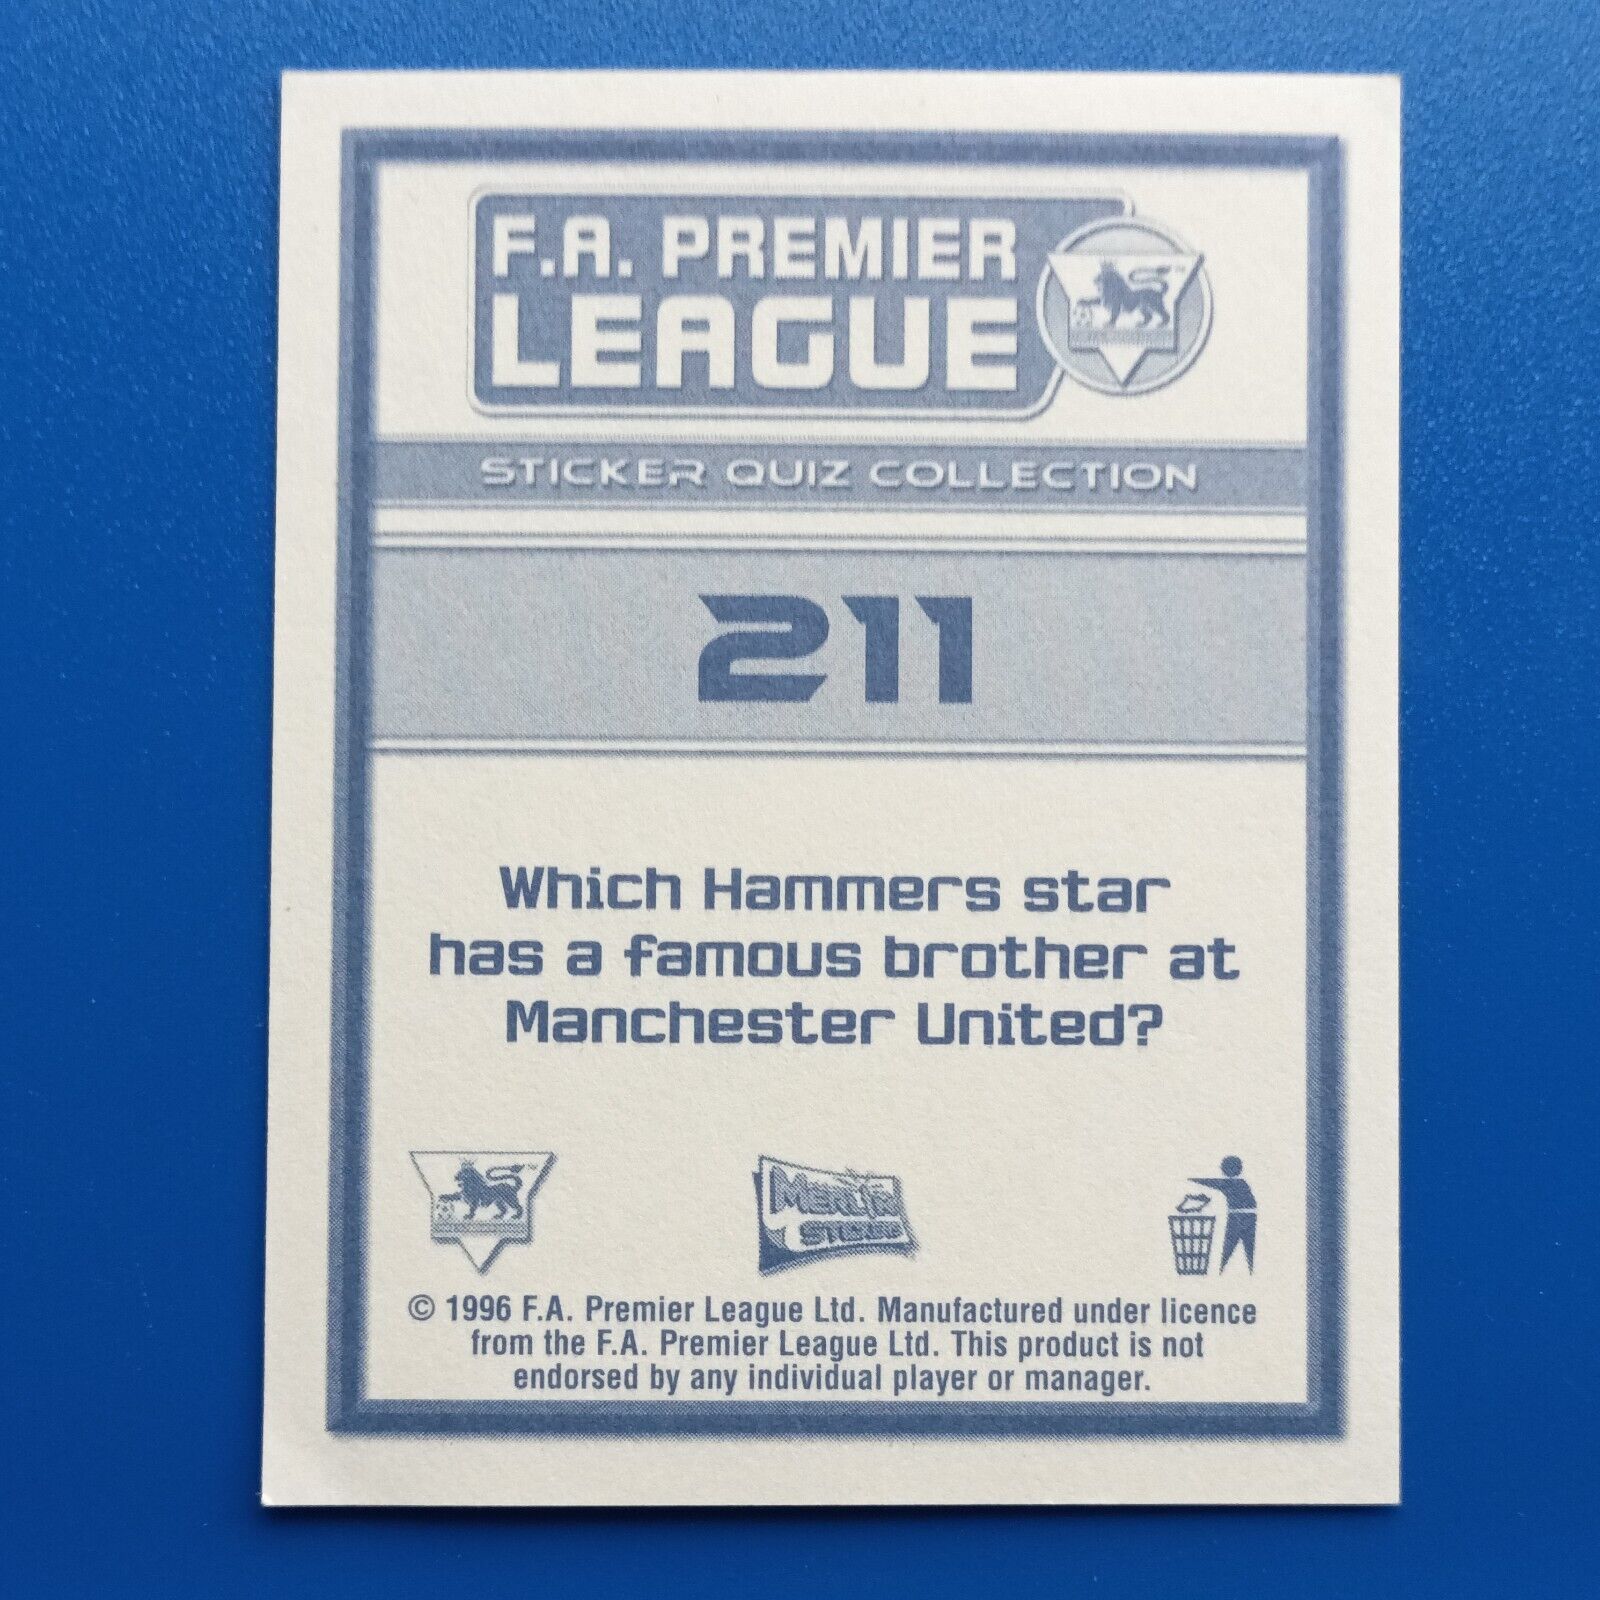 F.A. PREMIER
LEAGUE
STICKER QUIZ COLLECTION
211
Which Hammers star
has a famous brother at
Manchester United?
MERLIN
© 1996 F.A. Premier League Ltd. Manufactured under licence
from the F.A. Premier League Ltd. This product is not
endorsed by any individual player or manager.